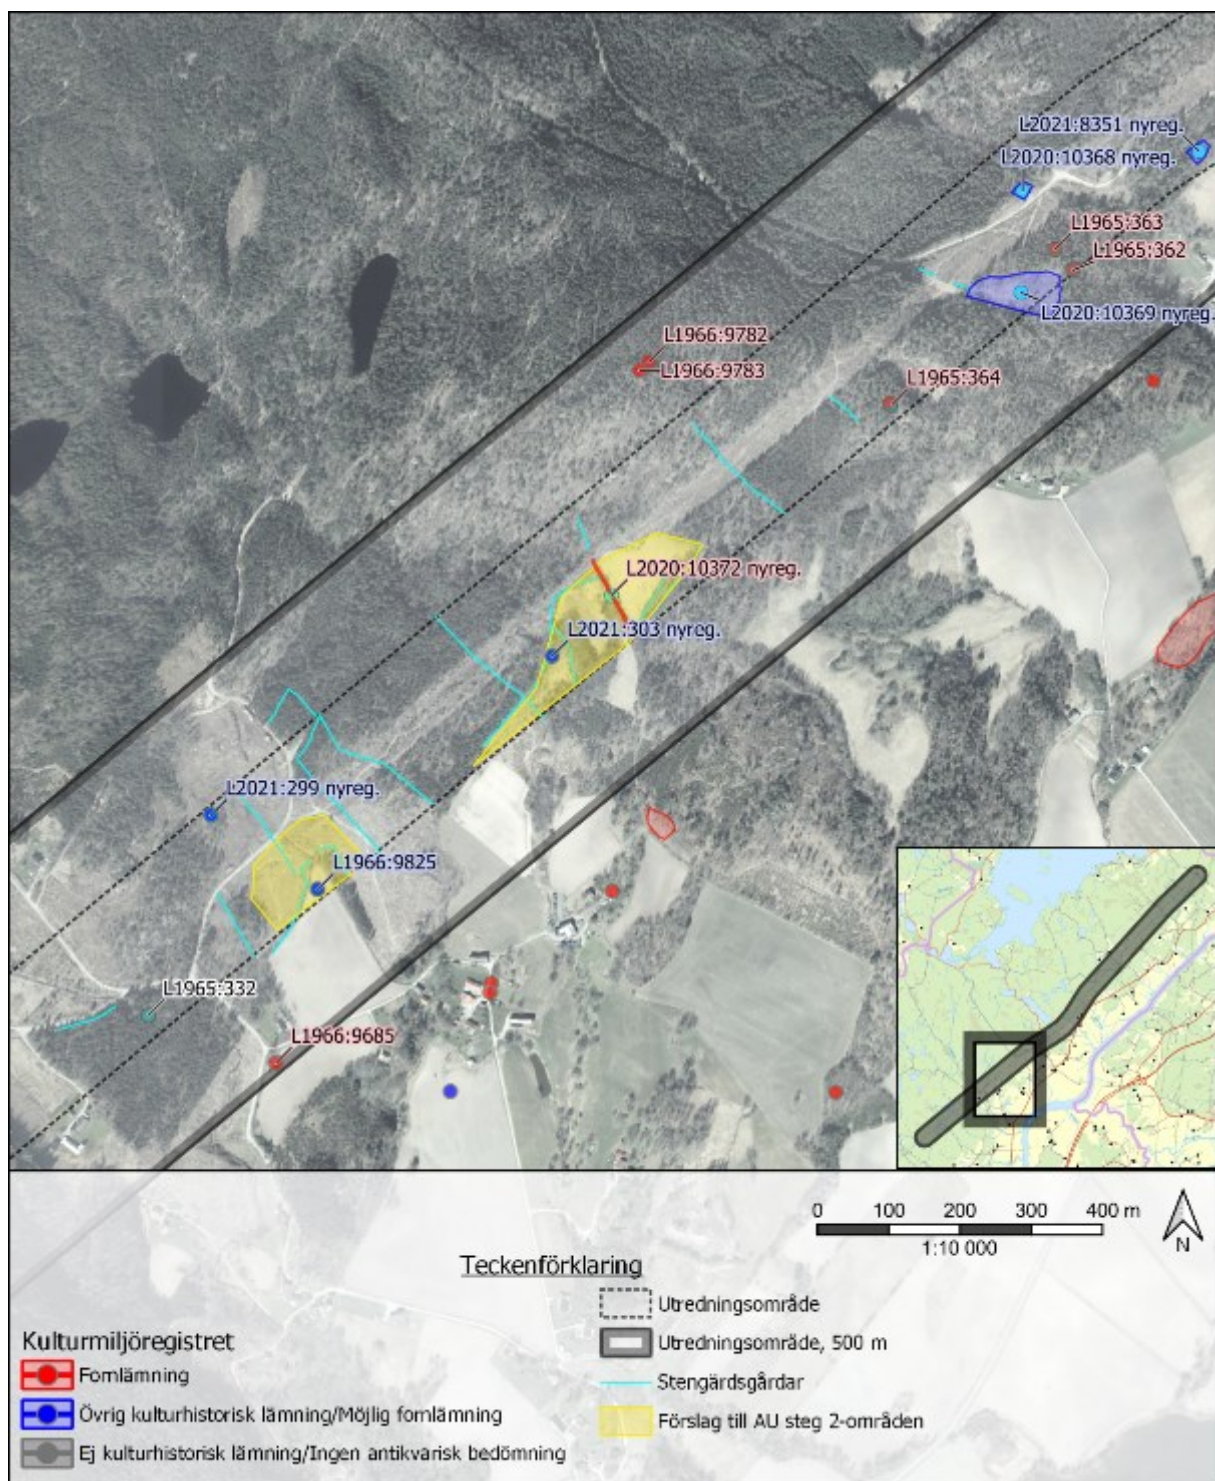 L2021:8351 nyreg.
L2020:10368 nyreg.
L1965:363
L1965:362
L2020:10369 nyreg.
L1966:9782
L1966:9783
L1965:364
L2020:10372 nyreg.
L2021:303 nyreg.
L2021:299 nyreg.
L1966:9825
L1965:332
L1966:9685
0 100 200 300 400 m
1:10 000
N
Teckenförklaring
Utredningsområde
Utredningsområde, 500 m
Stengärdsgårdar
Förslag till AU steg 2-områden
Kulturmiljöregistret
Fornlämning
Övrig kulturhistorisk lämning/Möjlig fornlämning
Ej kulturhistorisk lämning/Ingen antikvarisk bedömning